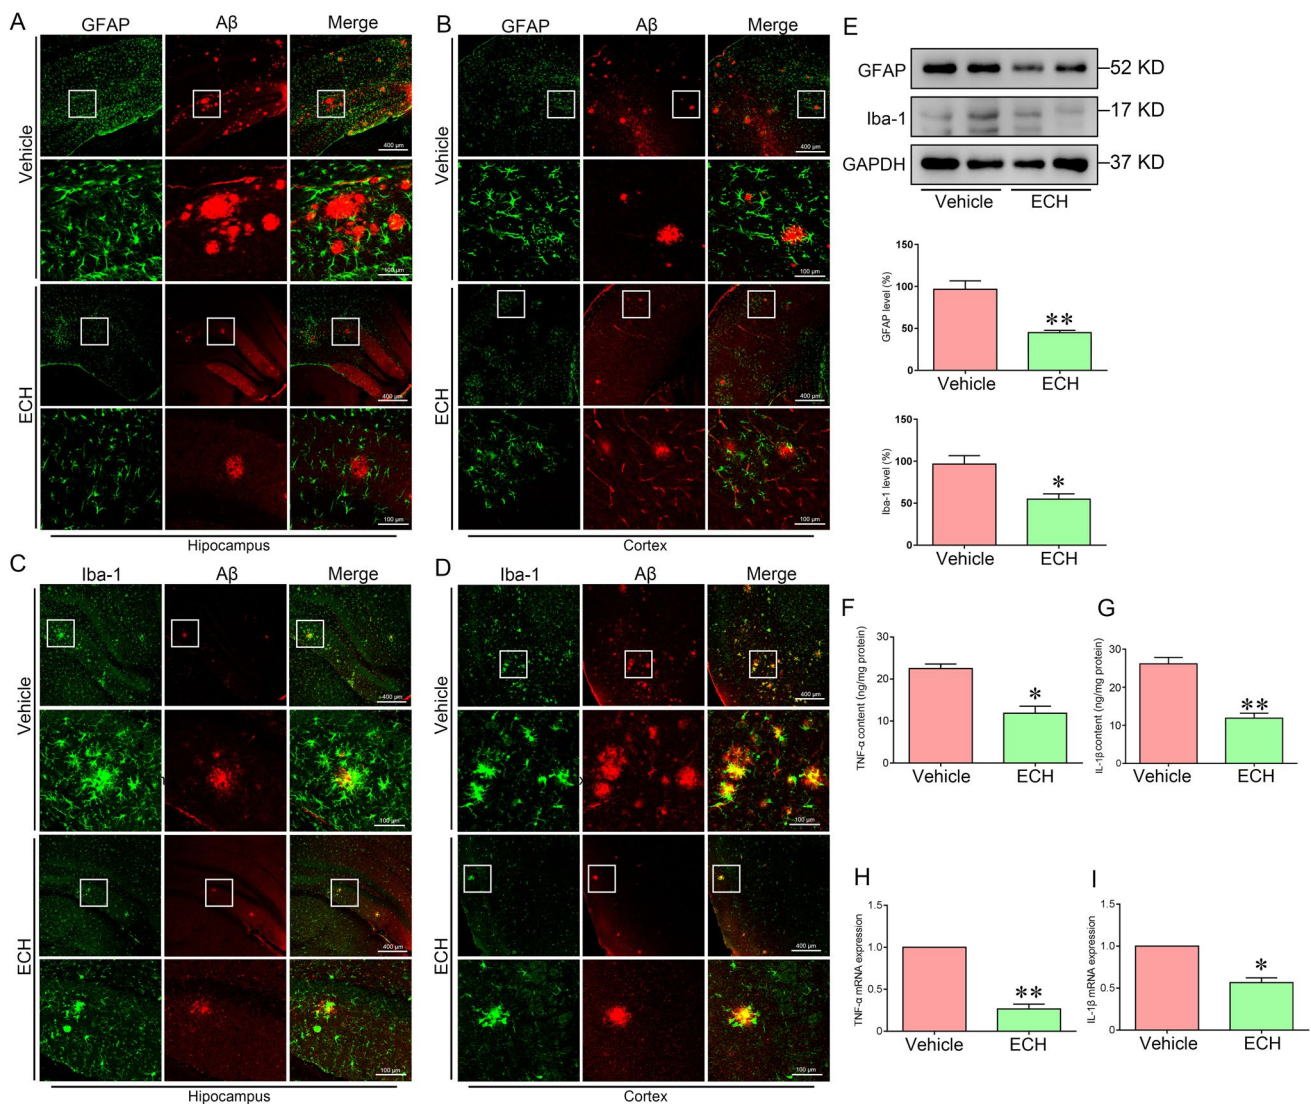 A
GFAP Aβ Merge
Vehicle
400 µm
100 µm
ECH
400 µm
100 µm
Hipocampus
B
GFAP Aβ Merge
Vehicle
400 µm
100 µm
ECH
400 µm
100 µm
Cortex
C
Iba-1 Aβ Merge
Vehicle
400 µm
100 µm
ECH
400 µm
100 µm
Hipocampus
D
Iba-1 Aβ Merge
Vehicle
400 µm
100 µm
ECH
400 µm
100 µm
Cortex
E
GFAP 52 KD
Iba-1 17 KD
GAPDH 37 KD
Vehicle ECH
GFAP level (%)
150
100
50
0
**
Vehicle ECH
Iba-1 level (%)
150
100
50
0
*
Vehicle ECH
F
TNF-α content (ng/mg protein)
30
20
10
0
*
Vehicle ECH
G
IL-1β content (ng/mg protein)
30
20
10
0
**
Vehicle ECH
H
TNF-α mRNA expression
1.5
1.0
0.5
0
**
Vehicle ECH
I
IL-1β mRNA expression
1.5
1.0
0.5
0
*
Vehicle ECH